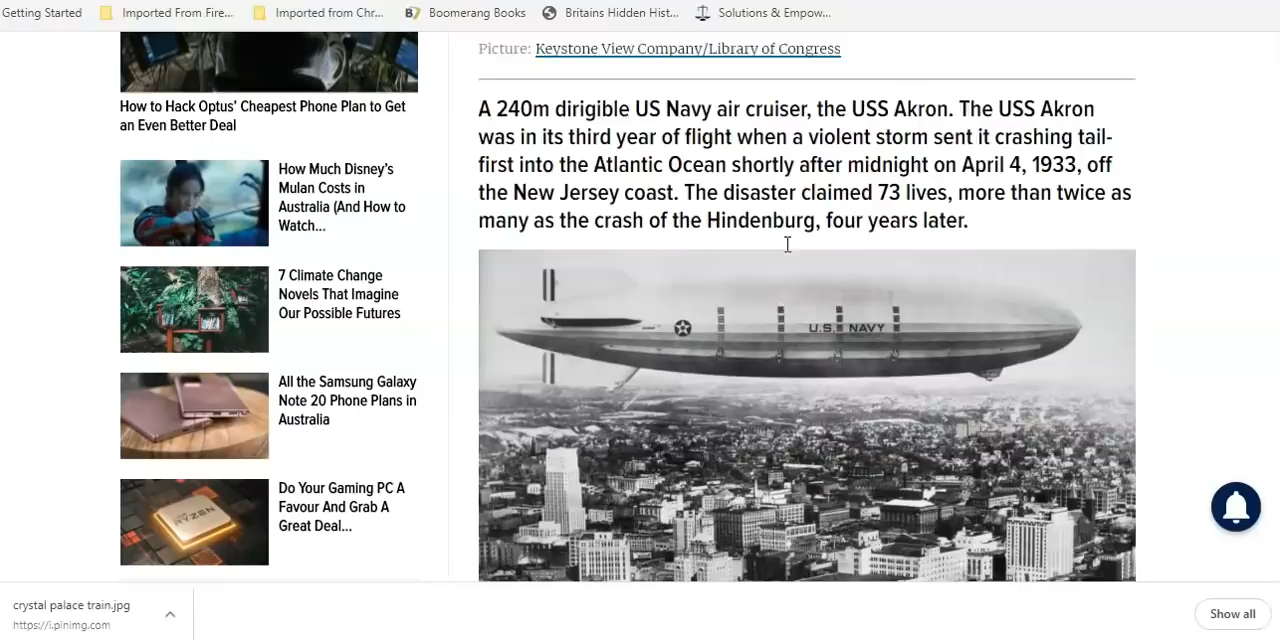 Getting Started
Imported From Fire...
Imported from Chr...
B7 Boomerang Books
Britains Hidden Hist...
Solutions & Empow...
How to Hack Optus' Cheapest Phone Plan to Get
an Even Better Deal
How Much Disney's
Mulan Costs in
Australia (And How to
Watch...
7 Climate Change
Novels That Imagine
Our Possible Futures
All the Samsung Galaxy
Note 20 Phone Plans in
Australia
RYZEN
Do Your Gaming PC A
Favour And Grab A
Great Deal...
Picture: Keystone View Company/Library of Congress
A 240m dirigible US Navy air cruiser, the USS Akron. The USS Akron
was in its third year of flight when a violent storm sent it crashing tail-
first into the Atlantic Ocean shortly after midnight on April 4, 1933, off
the New Jersey coast. The disaster claimed 73 lives, more than twice as
many as the crash of the Hindenburg, four years later.
U.S. NAVY
crystal palace train.jpg
https://i.pinimg.com
Show all